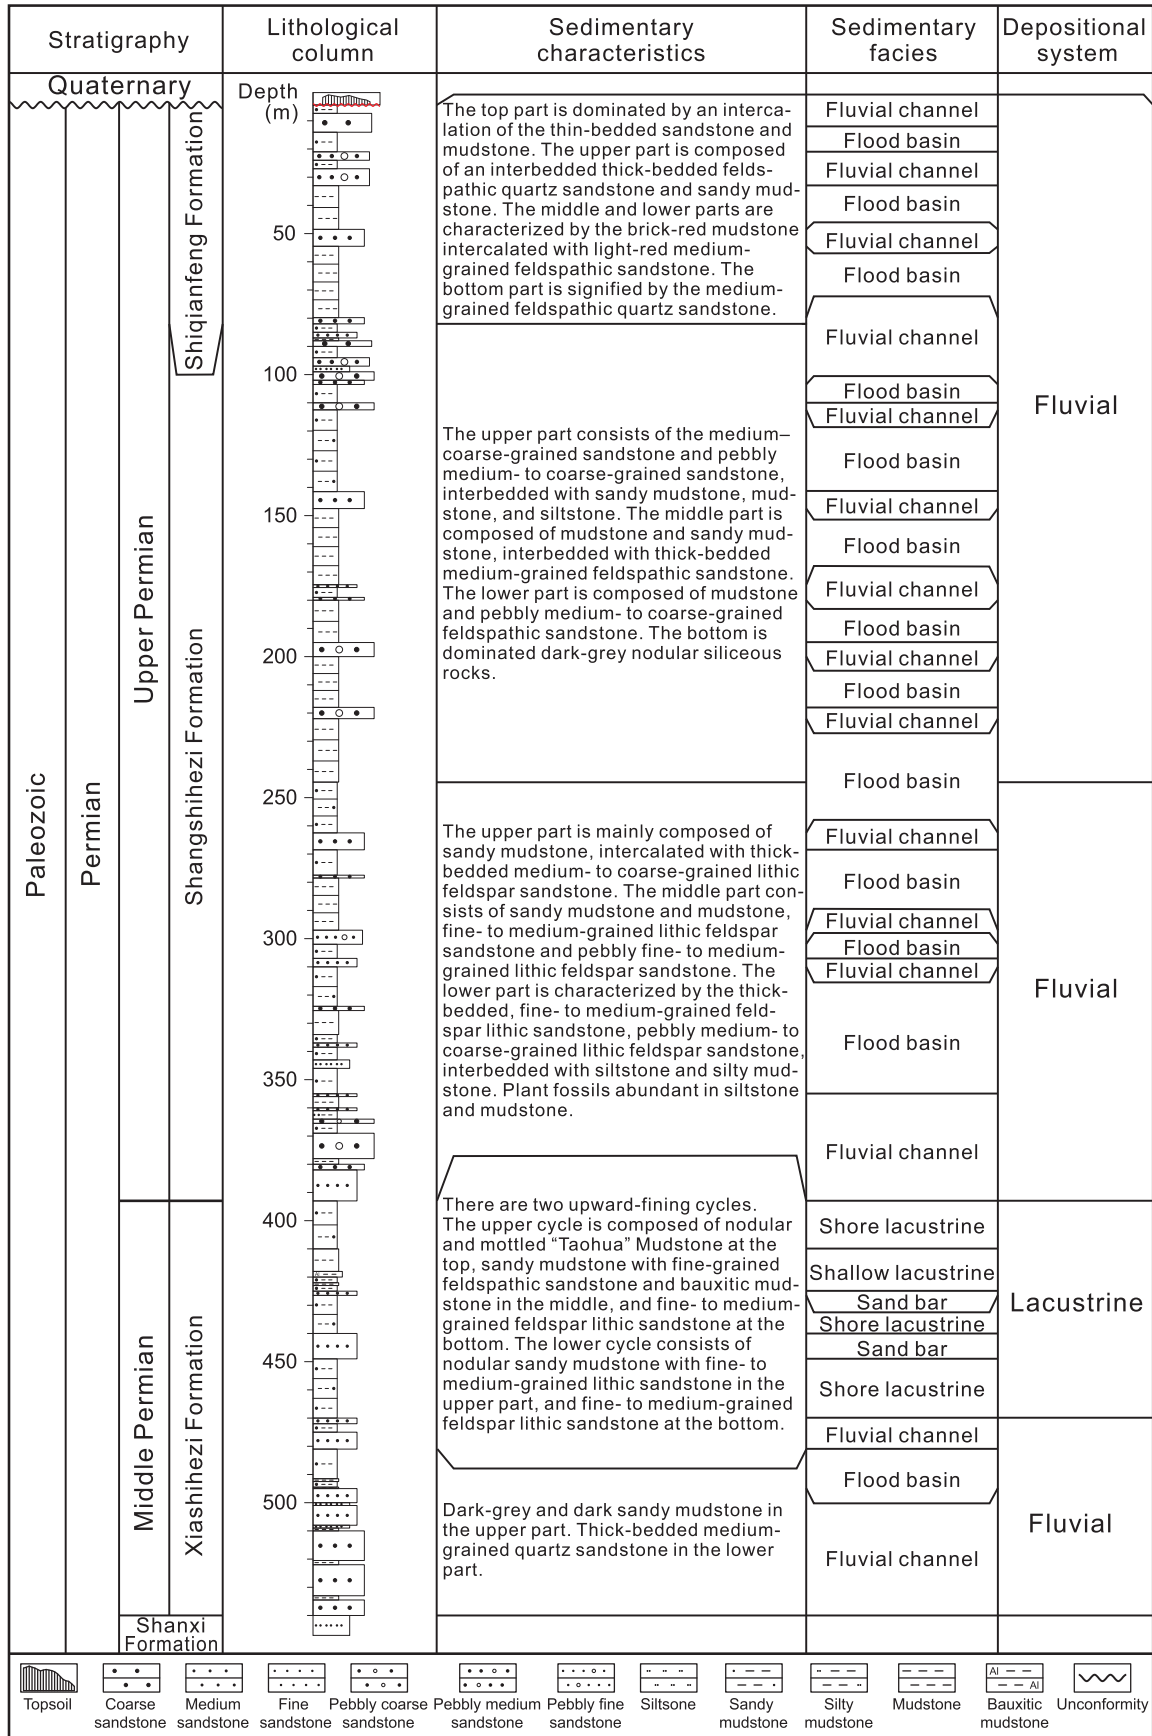 Stratigraphy
Lithological
column
Sedimentary
characteristics
Sedimentary
facies
Depositional
system
Quaternary
Paleozoic
Permian
Upper Permian
Middle Permian
Shiqianfeng Formation
Shangshihezi Formation
Xiashihezi Formation
Shanxi
Formation
Depth
(m)
50
100
150
200
250
300
350
400
450
500
The top part is dominated by an interca-
lation of the thin-bedded sandstone and
mudstone. The upper part is composed
of an interbedded thick-bedded felds-
pathic quartz sandstone and sandy mud-
stone. The middle and lower parts are
characterized by the brick-red mudstone
intercalated with light-red medium-
grained feldspathic sandstone. The
bottom part is signified by the medium-
grained feldspathic quartz sandstone.
The upper part consists of the medium–
coarse-grained sandstone and pebbly
medium- to coarse-grained sandstone,
interbedded with sandy mudstone, mud-
stone, and siltstone. The middle part is
composed of mudstone and sandy mud-
stone, interbedded with thick-bedded
medium-grained feldspathic sandstone.
The lower part is composed of mudstone
and pebbly medium- to coarse-grained
feldspathic sandstone. The bottom is
dominated dark-grey nodular siliceous
rocks.
The upper part is mainly composed of
sandy mudstone, intercalated with thick-
bedded medium- to coarse-grained lithic
feldspar sandstone. The middle part con-
sists of sandy mudstone and mudstone,
fine- to medium-grained lithic feldspar
sandstone and pebbly fine- to medium-
grained lithic feldspar sandstone. The
lower part is characterized by the thick-
bedded, fine- to medium-grained feld-
spar lithic sandstone, pebbly medium- to
coarse-grained lithic feldspar sandstone,
interbedded with siltstone and silty mud-
stone. Plant fossils abundant in siltstone
and mudstone.
There are two upward-fining cycles.
The upper cycle is composed of nodular
and mottled “Taohua” Mudstone at the
top, sandy mudstone with fine-grained
feldspathic sandstone and bauxitic mud-
stone in the middle, and fine- to medium-
grained feldspar lithic sandstone at the
bottom. The lower cycle consists of
nodular sandy mudstone with fine- to
medium-grained lithic sandstone in the
upper part, and fine- to medium-grained
feldspar lithic sandstone at the bottom.
Dark-grey and dark sandy mudstone in
the upper part. Thick-bedded medium-
grained quartz sandstone in the lower
part.
Fluvial channel
Flood basin
Fluvial channel
Flood basin
Fluvial channel
Flood basin
Fluvial channel
Flood basin
Fluvial channel
Flood basin
Fluvial channel
Flood basin
Fluvial channel
Flood basin
Fluvial channel
Flood basin
Fluvial channel
Flood basin
Fluvial channel
Flood basin
Fluvial channel
Flood basin
Fluvial channel
Flood basin
Fluvial channel
Shore lacustrine
Shallow lacustrine
Sand bar
Shore lacustrine
Sand bar
Shore lacustrine
Fluvial channel
Flood basin
Fluvial channel
Fluvial
Fluvial
Lacustrine
Fluvial
Topsoil
Coarse
sandstone
Medium
sandstone
Fine
sandstone
Pebbly coarse
sandstone
Pebbly medium
sandstone
Pebbly fine
sandstone
Siltsone
Sandy
mudstone
Silty
mudstone
Mudstone
Al
Al
Bauxitic
mudstone
Unconformity